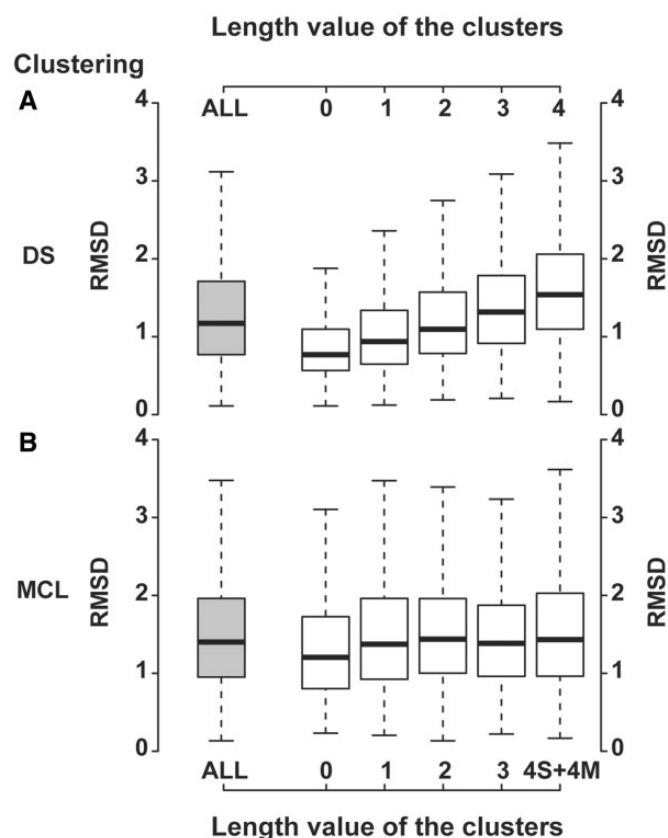 Length value of the clusters
Clustering
A
ALL 0 1 2 3 4
4 4
3 3
DS RMSD 2 2 RMSD
1 1
0 0
B
4 4
3 3
MCL RMSD 2 2 RMSD
1 1
0 0
ALL 0 1 2 3 4S+4M
Length value of the clusters